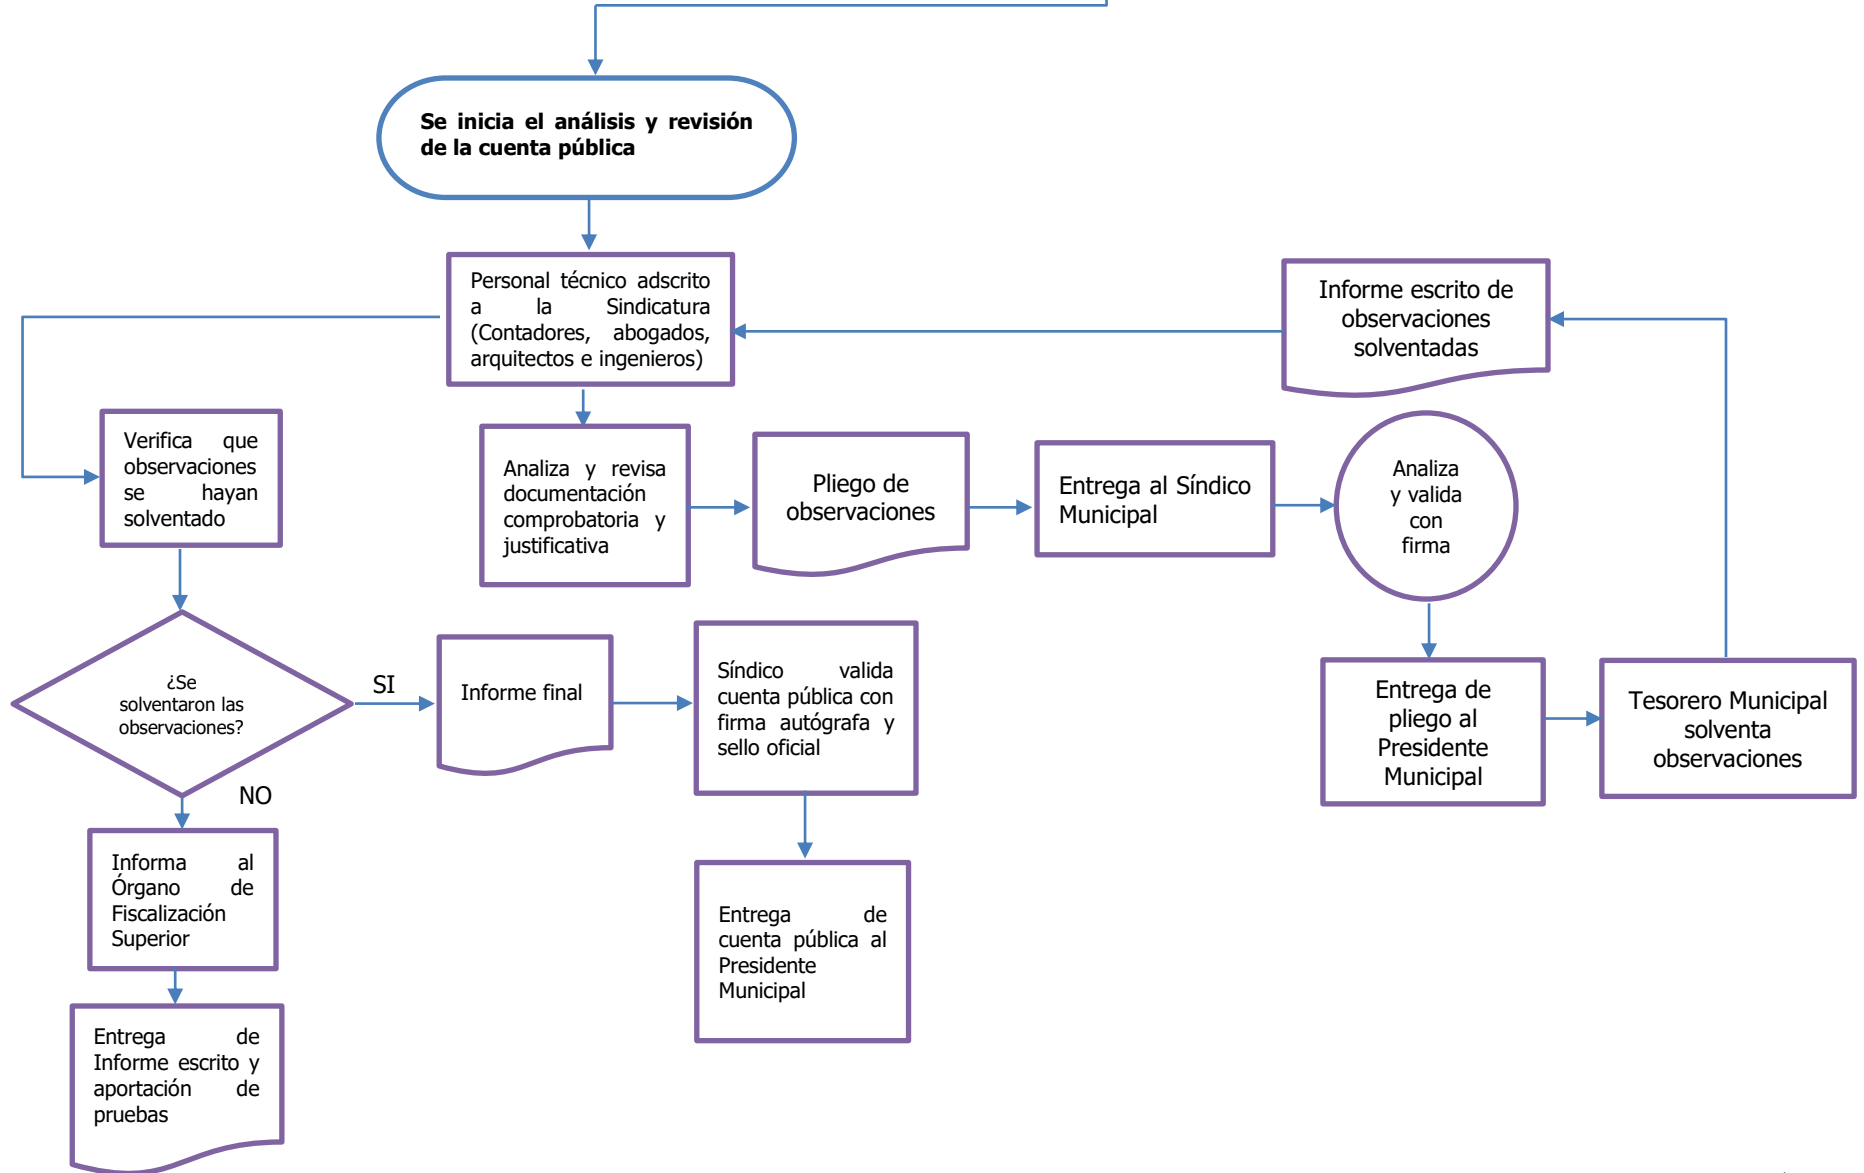 Se inicia el análisis y revisión
de la cuenta pública
Personal técnico adscrito
a la Sindicatura
(Contadores, abogados,
arquitectos e ingenieros)
Informe escrito de
observaciones
solventadas
Verifica que
observaciones
se hayan
solventado
Analiza y revisa
documentación
comprobatoria y
justificativa
Pliego de
observaciones
Entrega al Síndico
Municipal
Analiza
y valida
con
firma
¿Se
solventaron las
observaciones?
SI
Informe final
Síndico valida
cuenta pública con
firma autógrafa y
sello oficial
Entrega de
pliego al
Presidente
Municipal
Tesorero Municipal
solventa
observaciones
NO
Informa al
Órgano de
Fiscalización
Superior
Entrega de
cuenta pública al
Presidente
Municipal
Entrega de
Informe escrito y
aportación de
pruebas